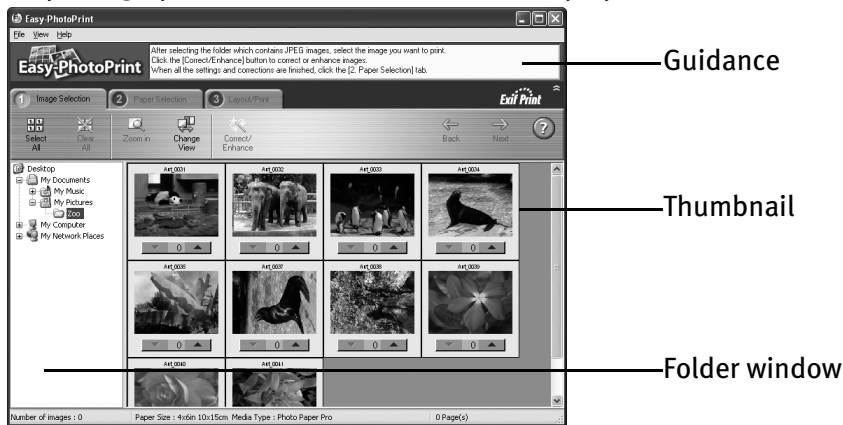 Easy-PhotoPrint
File View Help
Easy-PhotoPrint
After selecting the folder which contains JPEG images, select the image you want to print.
Click the [Correct/Enhance] button to correct or enhance images.
When all the settings and corrections are finished, click the [2. Paper Selection] tab.
Guidance
1 Image Selection 2 Paper Selection 3 Layout/Print Exif Print
Select All
Clear All
Zoom in
Change View
Correct/Enhance
Back
Next
?
Desktop
My Documents
My Music
My Pictures
Zoo
My Computer
My Network Places
Art_0031 Art_0032 Art_0033 Art_0034
0 0 0 0
Thumbnail
Art_0035 Art_0037 Art_0038 Art_0039
0 0 0 0
Art_0040 Art_0041
Folder window
Number of images : 0 Paper Size : 4x6in 10x15cm Media Type : Photo Paper Pro 0 Page(s)